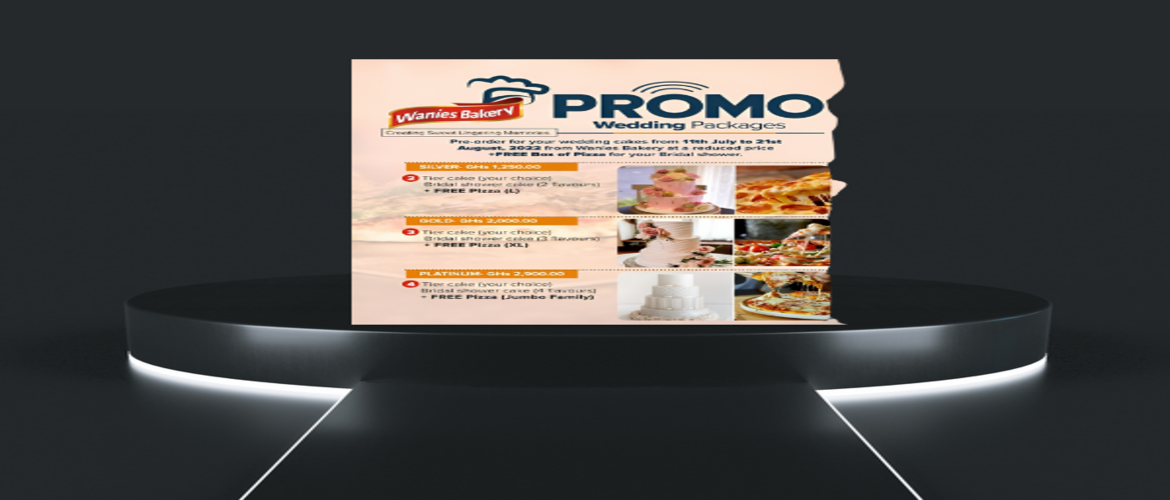 Wanies Bakery
Creating Sweet Lingering Memories
PROMO
Wedding Packages
Pre-order for your wedding cakes from 11th July to 21st
August, 2022 from Wanies Bakery at a reduced price
+FREE Box of Pizza for your Bridal shower.
SILVER- GHs 1,250.00
2 Tier cake (your choice)
Bridal shower cake (2 flavours)
+ FREE Pizza (L)
GOLD- GHs 2,000.00
3 Tier cake (your choice)
Bridal shower cake (3 flavours)
+ FREE Pizza (XL)
PLATINUM- GHs 2,900.00
4 Tier cake (your choice)
Bridal shower cake (4 flavours)
+ FREE Pizza (Jumbo Family)